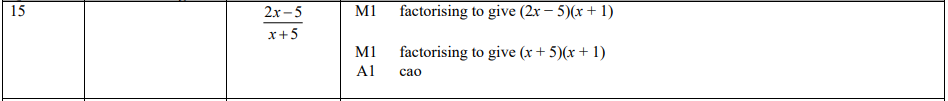 15 2x – 5 M1 factorising to give (2x – 5)(x + 1)
x + 5
M1 factorising to give (x + 5)(x + 1)
A1 cao